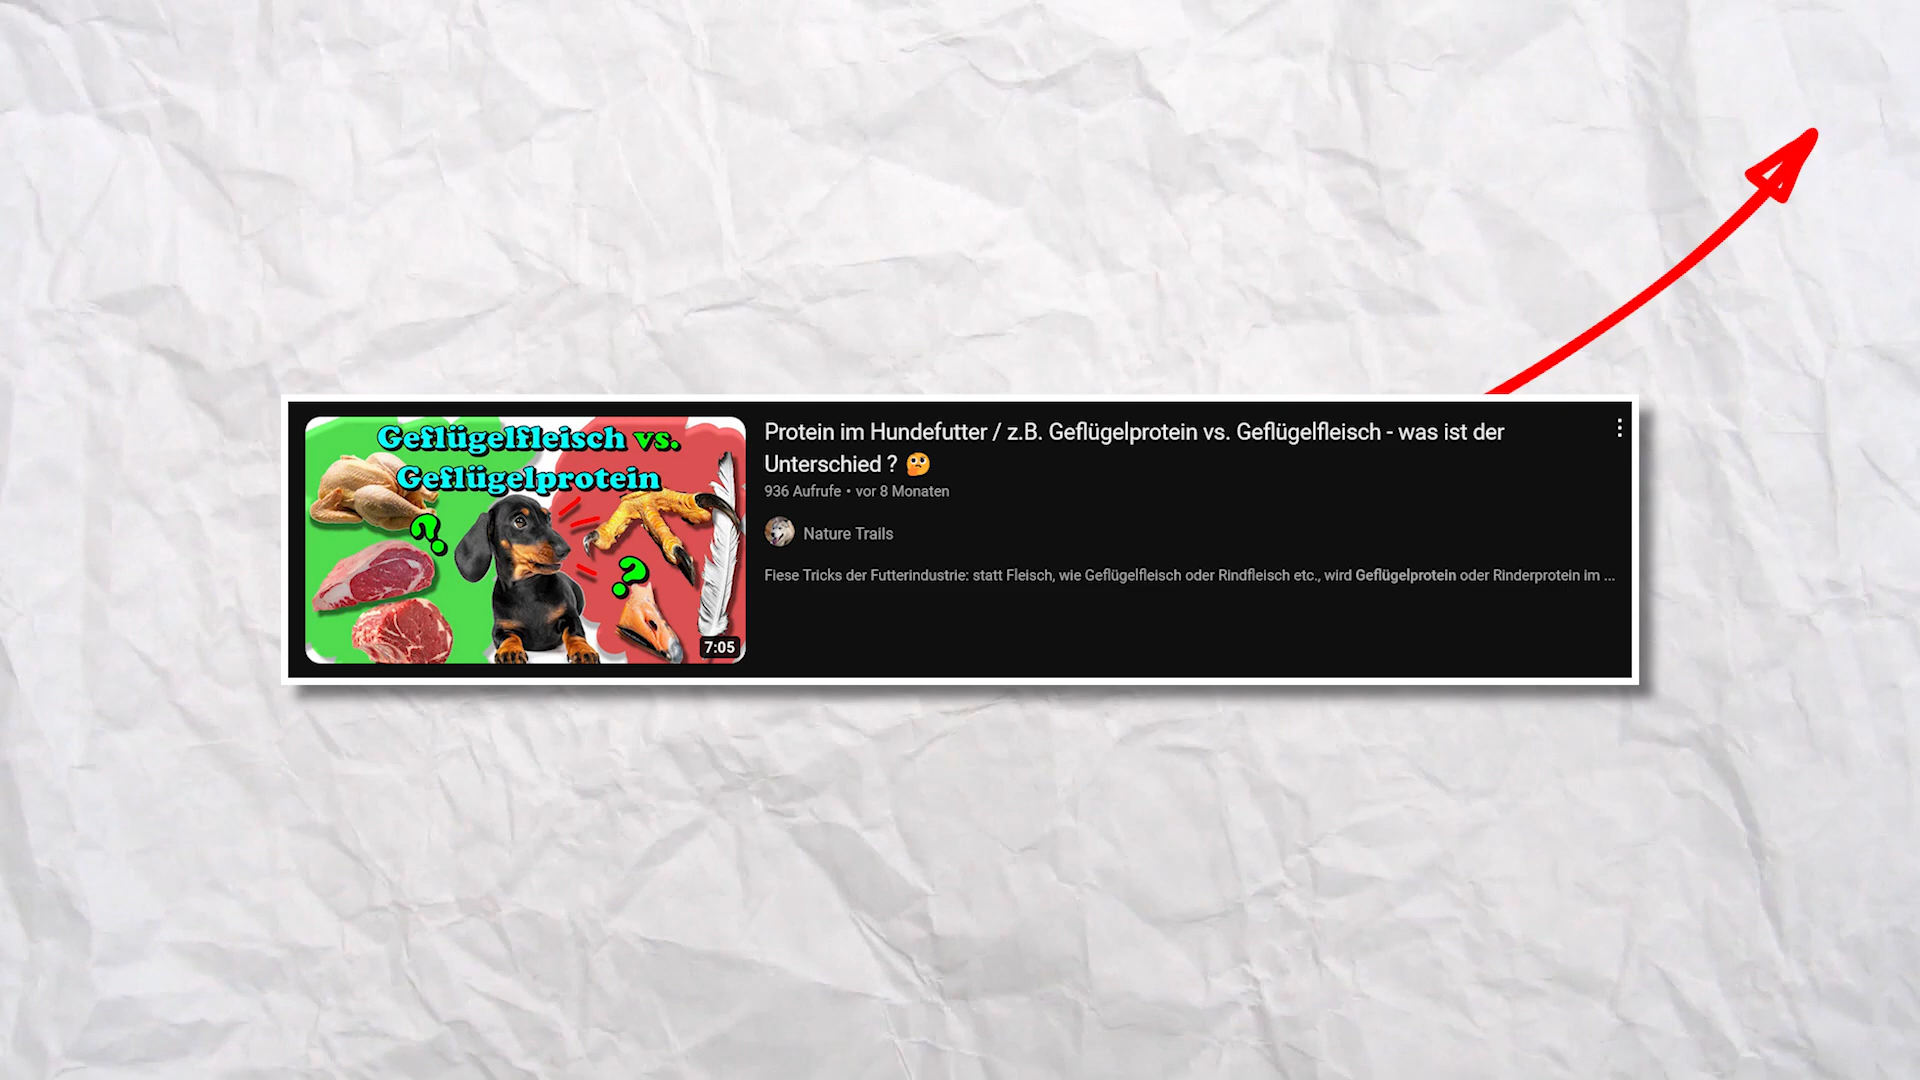 Geflügelfleisch vs.
Geflügelprotein
? ?
7:05
Protein im Hundefutter / z.B. Geflügelprotein vs. Geflügelfleisch - was ist der
Unterschied ? 🙄
936 Aufrufe • vor 8 Monaten
Nature Trails
Fiese Tricks der Futterindustrie: statt Fleisch, wie Geflügelfleisch oder Rindfleisch etc., wird Geflügelprotein oder Rinderprotein im ...